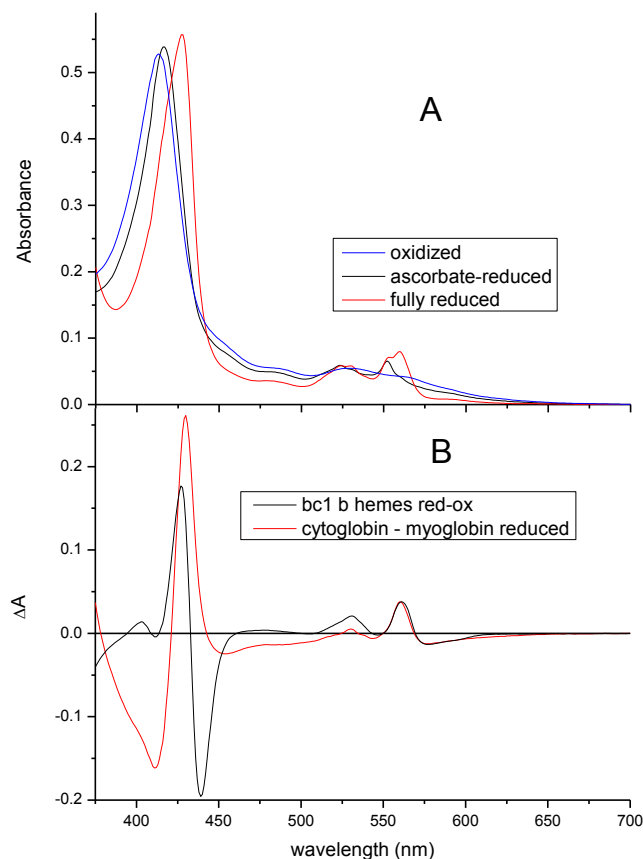 A
Absorbance
0.5
0.4
0.3
0.2
0.1
0.0
oxidized
ascorbate-reduced
fully reduced
B
ΔA
0.2
0.1
0.0
-0.1
-0.2
bc1 b hemes red-ox
cytoglobin - myoglobin reduced
400 450 500 550 600 650 700
wavelength (nm)